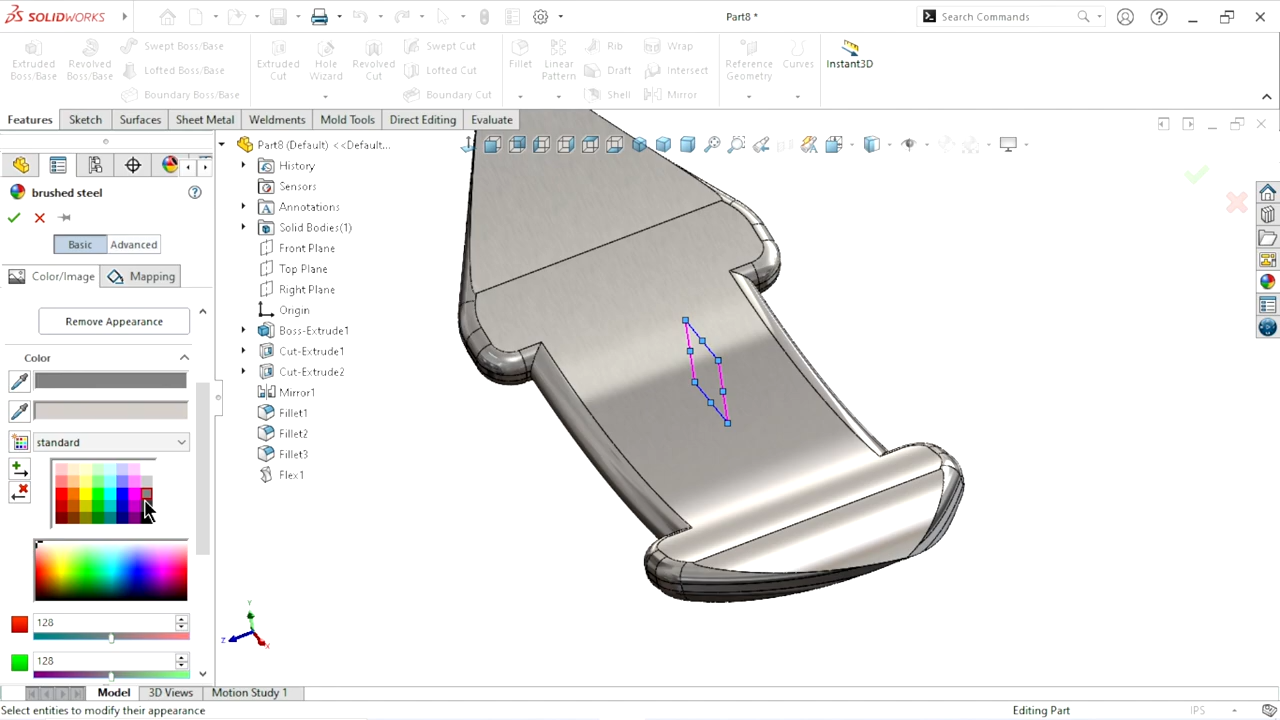 SOLIDWORKS
Part8 *
Search Commands
Extruded Boss/Base
Revolved Boss/Base
Swept Boss/Base
Lofted Boss/Base
Boundary Boss/Base
Extruded Cut
Hole Wizard
Revolved Cut
Swept Cut
Lofted Cut
Boundary Cut
Fillet
Linear Pattern
Rib
Draft
Shell
Wrap
Intersect
Mirror
Reference Geometry
Curves
Instant3D
Features
Sketch
Surfaces
Sheet Metal
Weldments
Mold Tools
Direct Editing
Evaluate
brushed steel
Basic
Advanced
Color/Image
Mapping
Remove Appearance
Color
standard
128
128
Part8 (Default) <<Default...
History
Sensors
Annotations
Solid Bodies(1)
Front Plane
Top Plane
Right Plane
Origin
Boss-Extrude1
Cut-Extrude1
Cut-Extrude2
Mirror1
Fillet1
Fillet2
Fillet3
Flex1
Y
Z
X
Model
3D Views
Motion Study 1
Select entities to modify their appearance
Editing Part
IPS